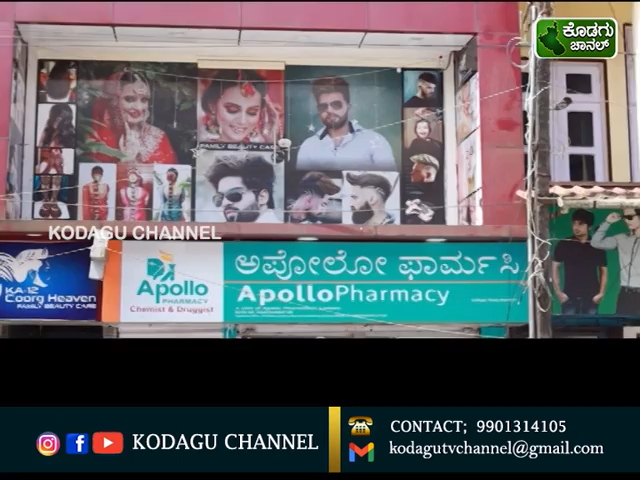 ಕೊಡಗು
ಚಾನಲ್
FAMILY BEAUTY CARE
KODAGU CHANNEL
KA-12
Coorg Heaven
FAMILY BEAUTY CARE
Apollo
PHARMACY
Chemist & Druggist
ಅಪೋಲೋ ಫಾರ್ಮಸಿ
ApolloPharmacy
KODAGU CHANNEL
CONTACT; 9901314105
kodagutvchannel@gmail.com